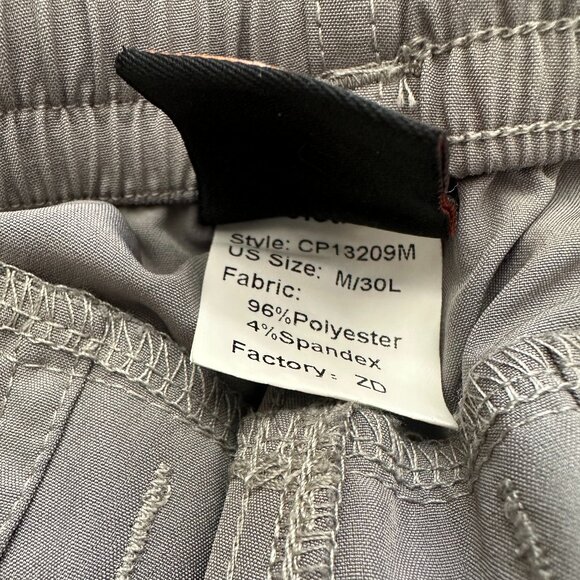 Style: CP13209M
US Size: M/30L
Fabric:
96%Polyester
4%Spandex
Factory: ZD